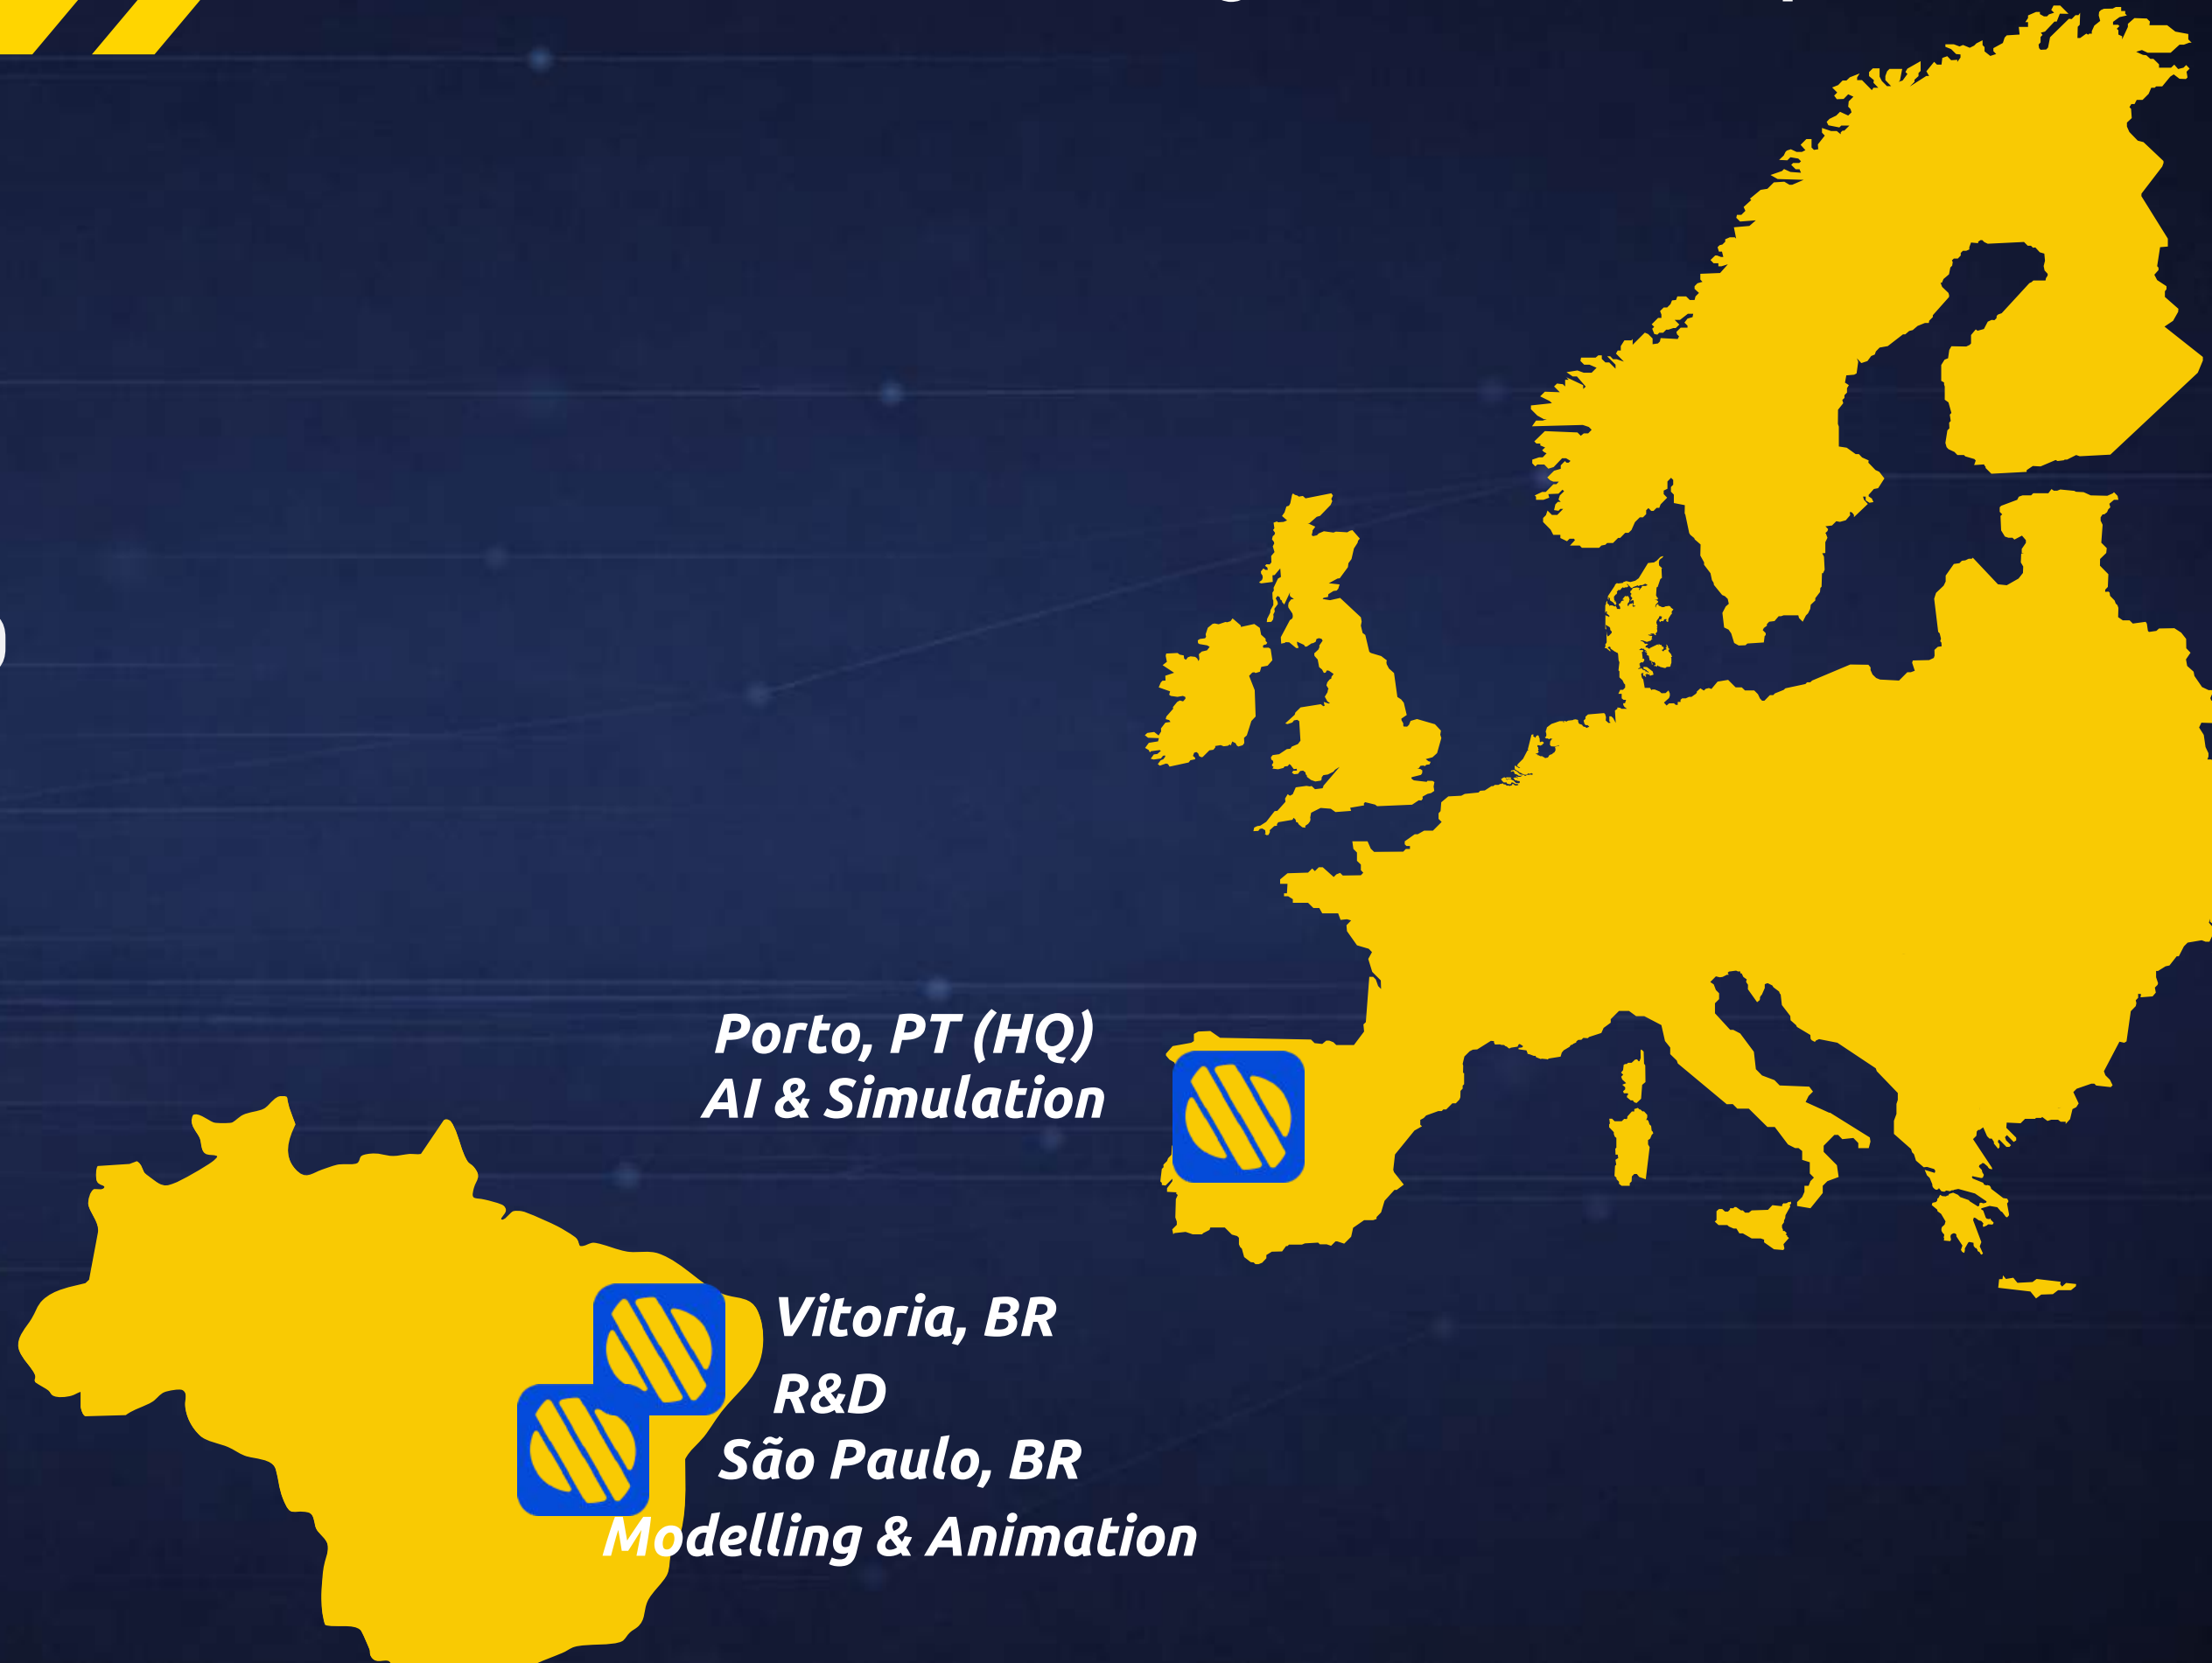 Porto, PT (HQ)
AI & Simulation
Vitoria, BR
R&D
São Paulo, BR
Modelling & Animation